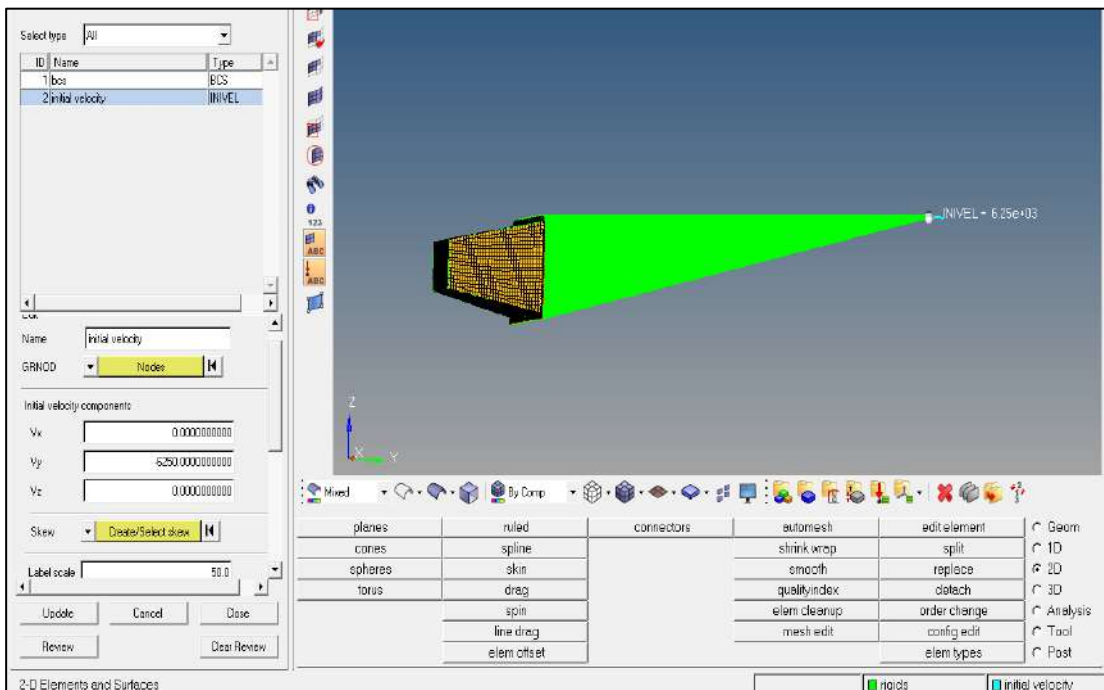 Select type All
ID Name Type
1 bcs BCS
2 initial velocity INIVEL
Name initial velocity
GRNOD Nodes
Initial velocity components
Vx 0.0000000000
Vy -6250.0000000000
Vz 0.0000000000
Skew Create/Select skew
Label scale 50.0
Update Cancel Close
Review Clear Review
123
ABC
ABC
INIVEL = 6.25e+03
Z
X Y
Mixed By Comp
planes ruled connectors automesh edit element Geom
cones spline shrink wrap split 1D
spheres skin smooth replace 2D
torus drag qualityindex detach 3D
spin elem cleanup order change Analysis
line drag mesh edit config edit Tool
elem offset elem types Post
2-D Elements and Surfaces rigids initial velocity